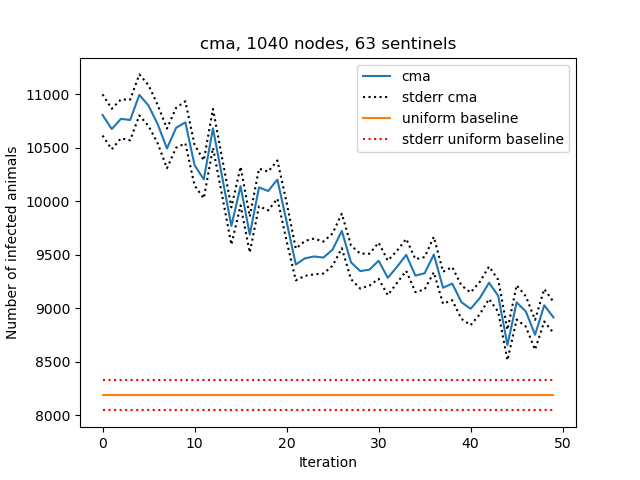 cma, 1040 nodes, 63 sentinels
cma
stderr cma
uniform baseline
stderr uniform baseline
Number of infected animals
11000
10500
10000
9500
9000
8500
8000
0 10 20 30 40 50
Iteration